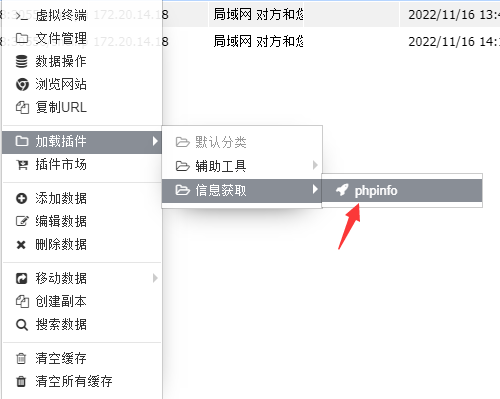 虚拟终端 172.20.14.18 局域网 对方和您 2022/11/16 13:4
文件管理 172.20.14.18 局域网 对方和您 2022/11/16 14:
数据操作
浏览网站
复制URL
加载插件
默认分类
插件市场
辅助工具
信息获取
phpinfo
添加数据
编辑数据
删除数据
移动数据
创建副本
搜索数据
清空缓存
清空所有缓存